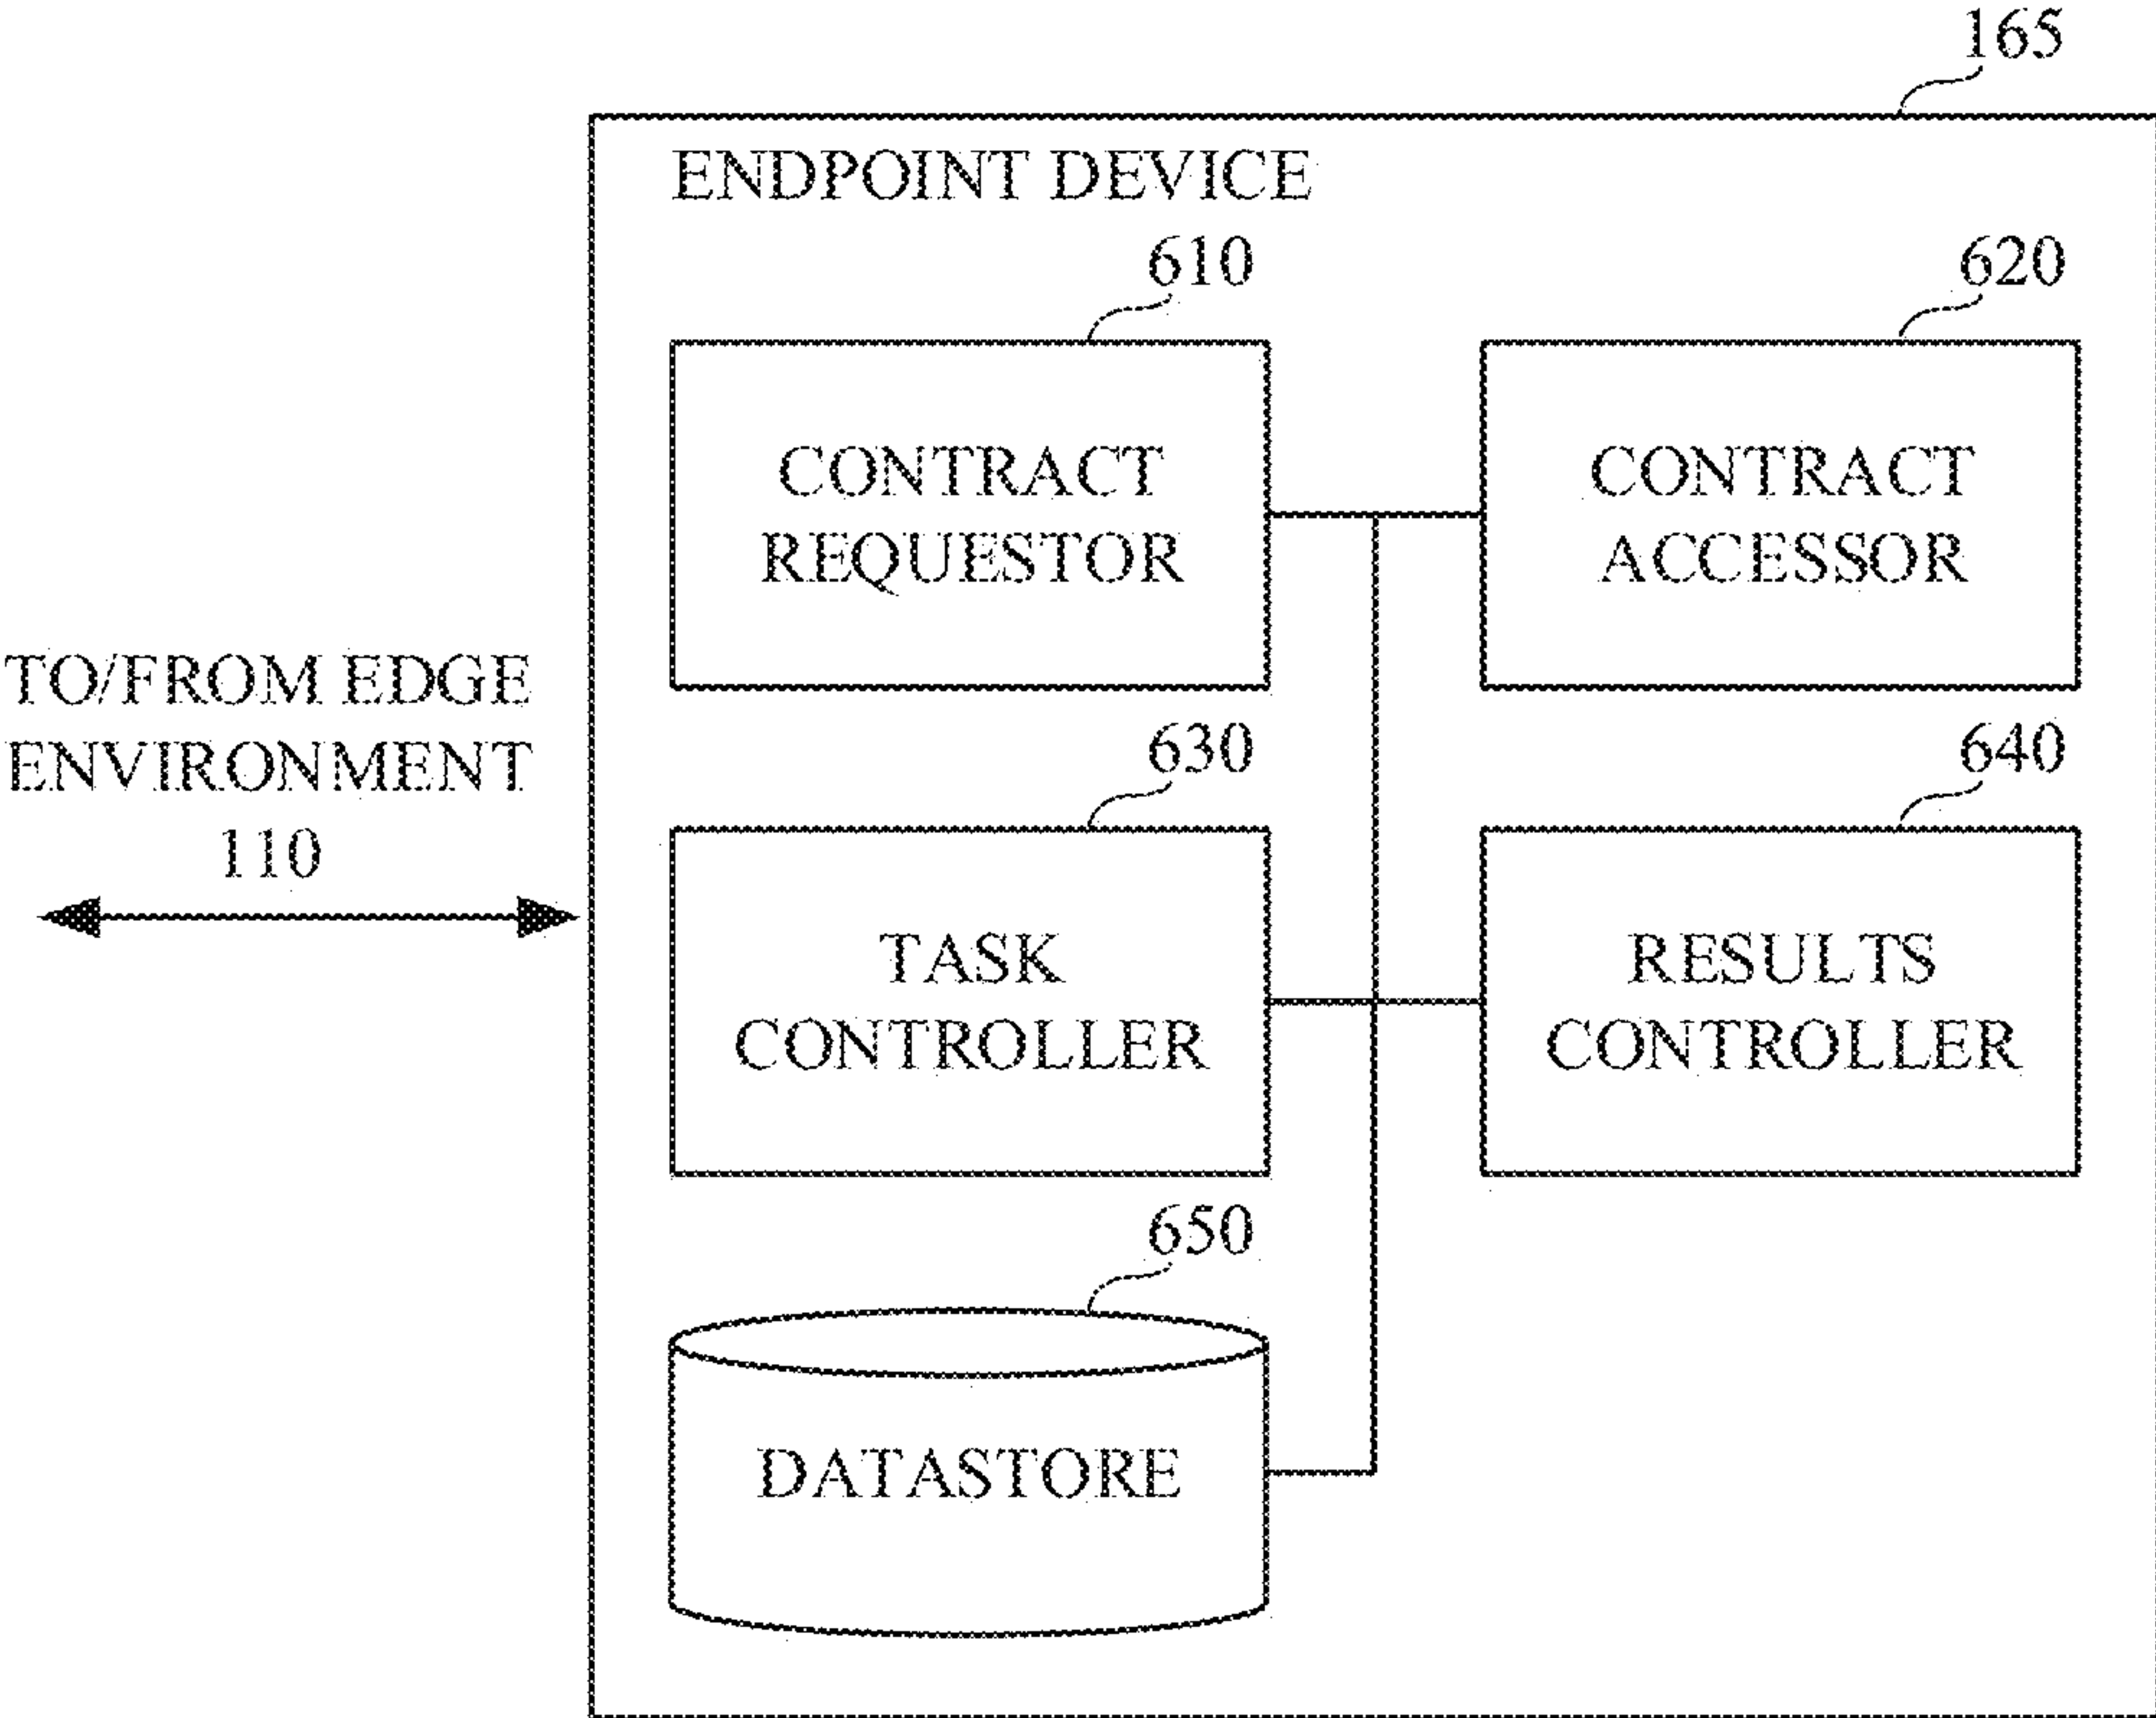 165
ENDPOINT DEVICE
610
620
CONTRACT
REQUESTOR
CONTRACT
ACCESSOR
TO/FROM EDGE
ENVIRONMENT
110
630
640
TASK
CONTROLLER
RESULTS
CONTROLLER
650
DATASTORE